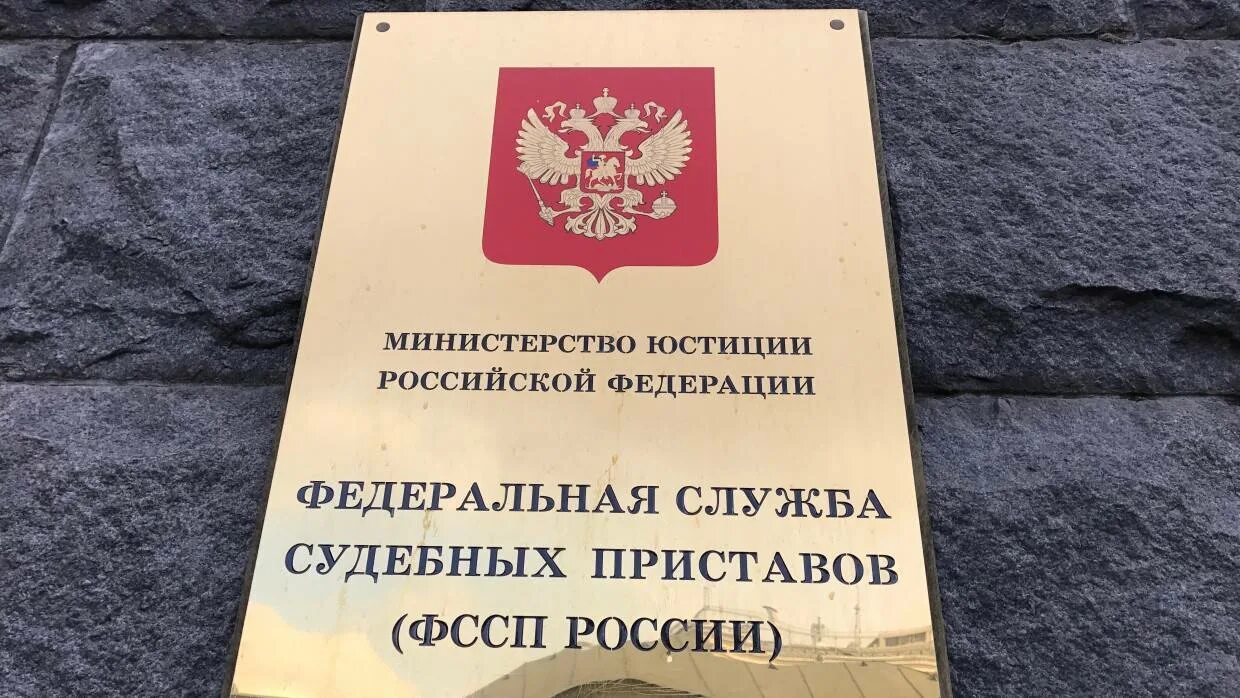 МИНИСТЕРСТВО ЮСТИЦИИ
РОССИЙСКОЙ ФЕДЕРАЦИИ
ФЕДЕРАЛЬНАЯ СЛУЖБА
СУДЕБНЫХ ПРИСТАВОВ
(ФССП РОССИИ)